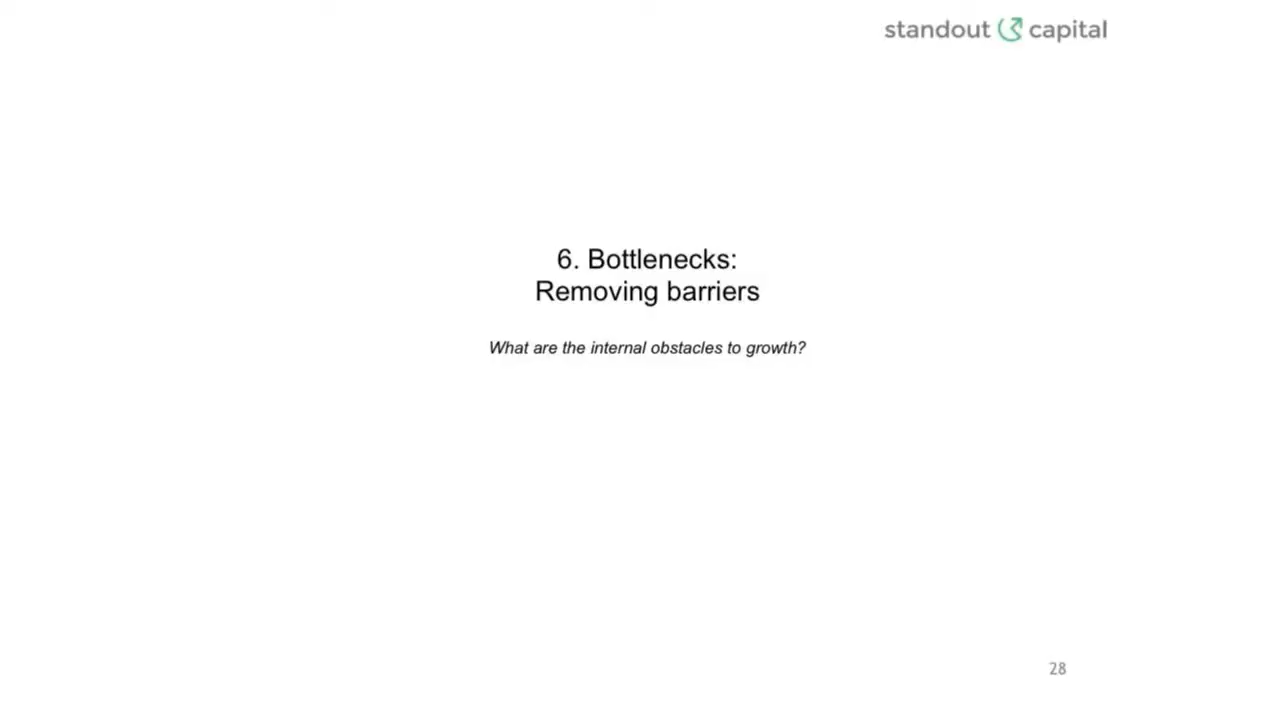 standout capital
6. Bottlenecks:
Removing barriers
What are the internal obstacles to growth?
28